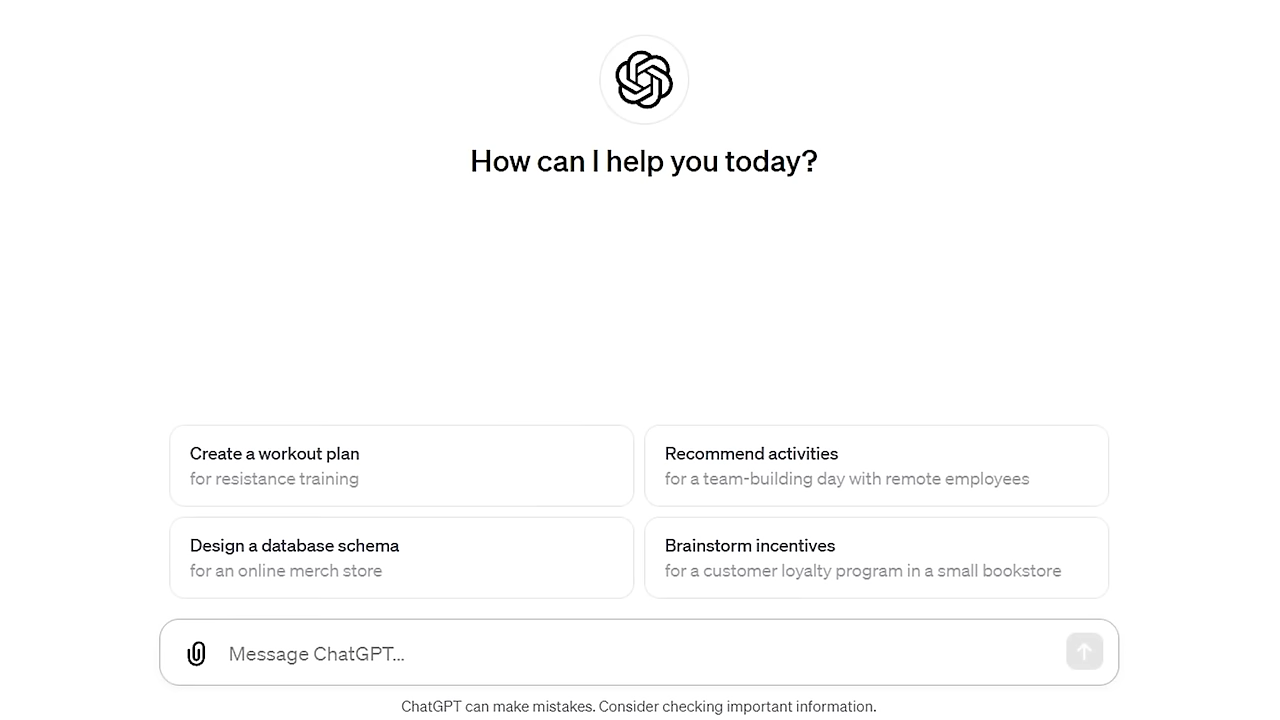 How can I help you today?
Create a workout plan
for resistance training
Recommend activities
for a team-building day with remote employees
Design a database schema
for an online merch store
Brainstorm incentives
for a customer loyalty program in a small bookstore
Message ChatGPT...
ChatGPT can make mistakes. Consider checking important information.